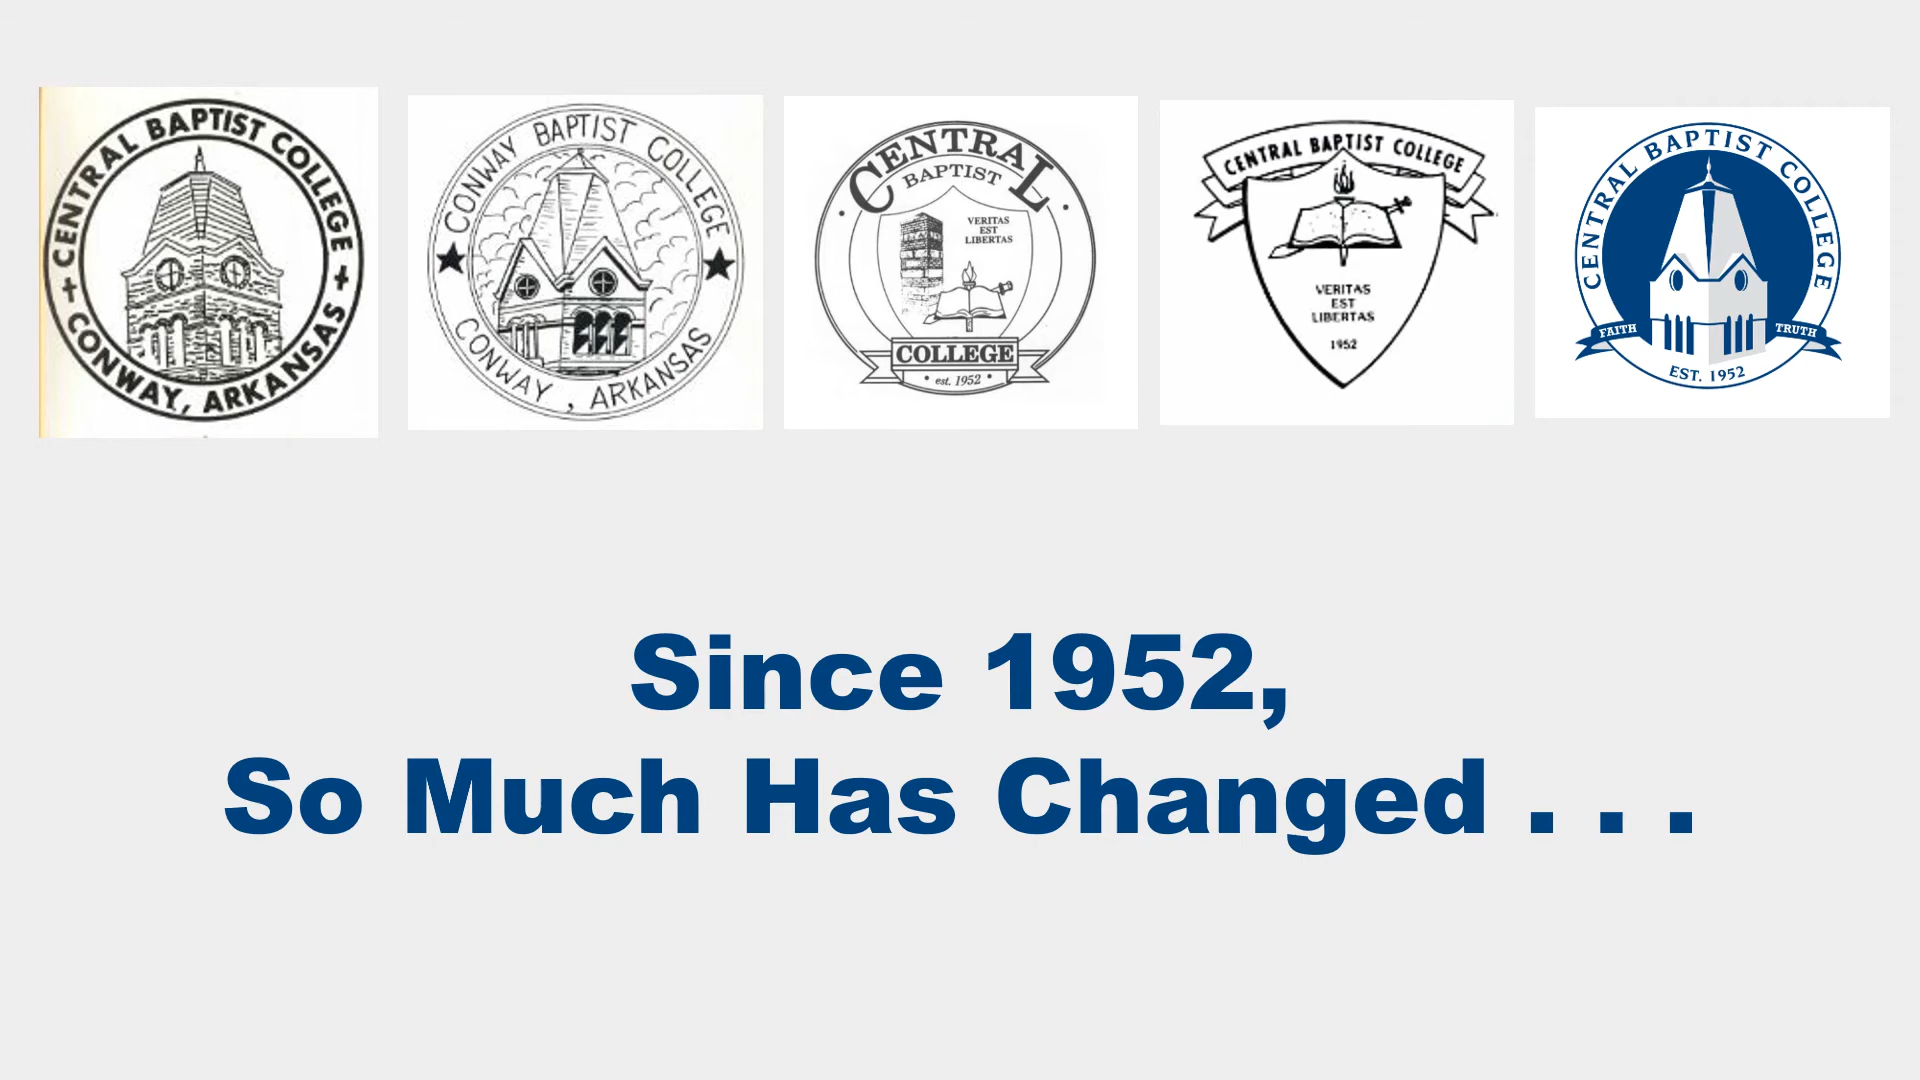 CENTRAL BAPTIST COLLEGE
CONWAY, ARKANSAS
CONWAY BAPTIST COLLEGE
CONWAY, ARKANSAS
CENTRAL
BAPTIST
VERITAS
EST
LIBERTAS
COLLEGE
• est. 1952 •
CENTRAL BAPTIST COLLEGE
VERITAS
EST
LIBERTAS
1952
CENTRAL BAPTIST COLLEGE
FAITH TRUTH
EST. 1952
Since 1952,
So Much Has Changed . . .